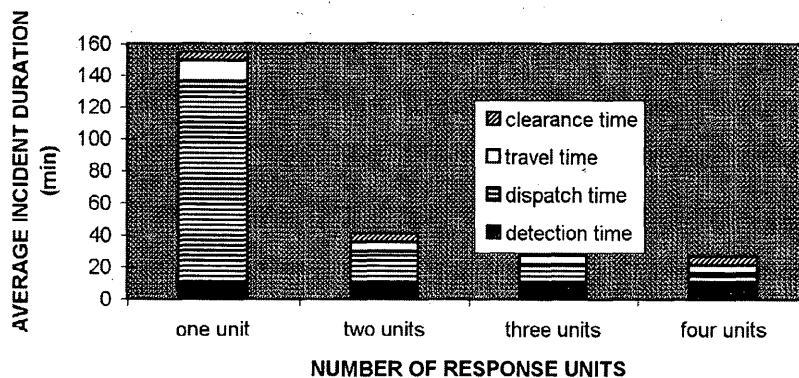 AVERAGE INCIDENT DURATION
(min)
160
140
120
100
80
60
40
20
0
clearance time
travel time
dispatch time
detection time
one unit two units three units four units
NUMBER OF RESPONSE UNITS